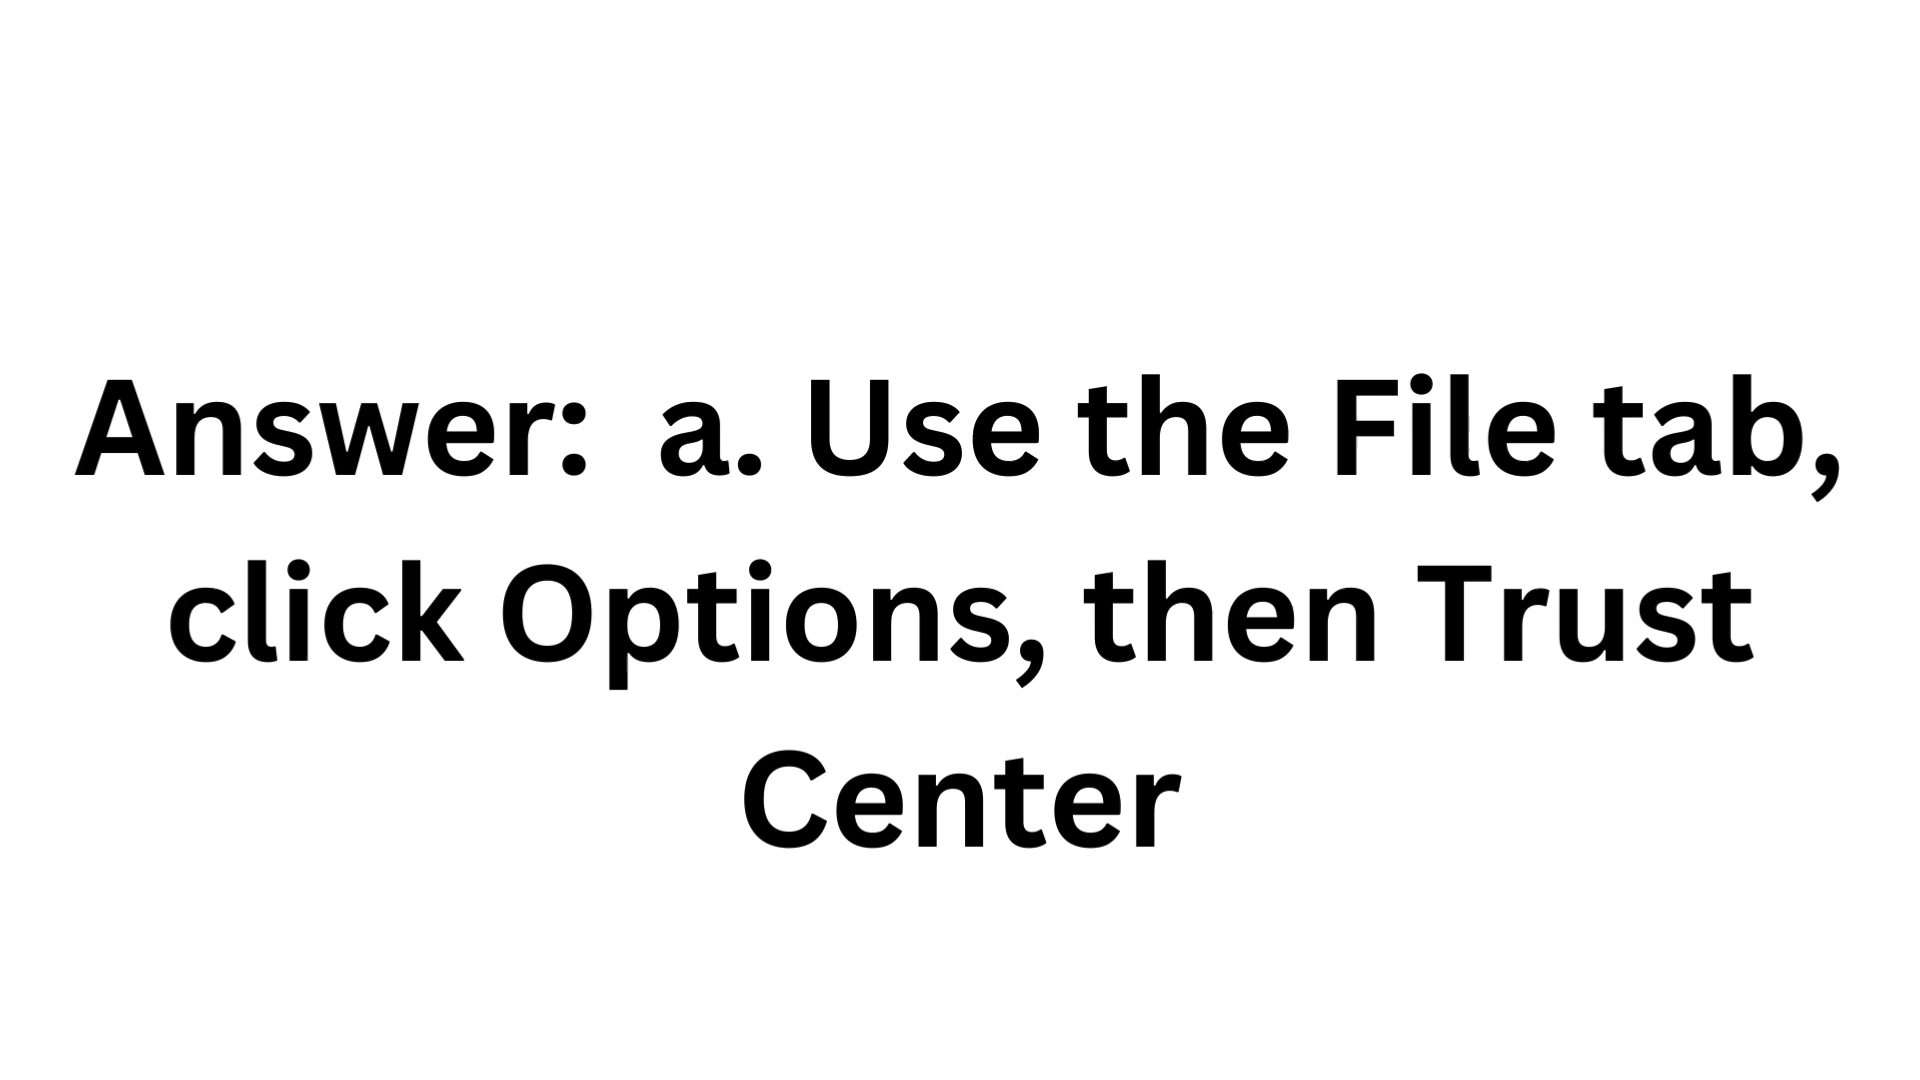 Answer:  a. Use the File tab,
click Options, then Trust
Center